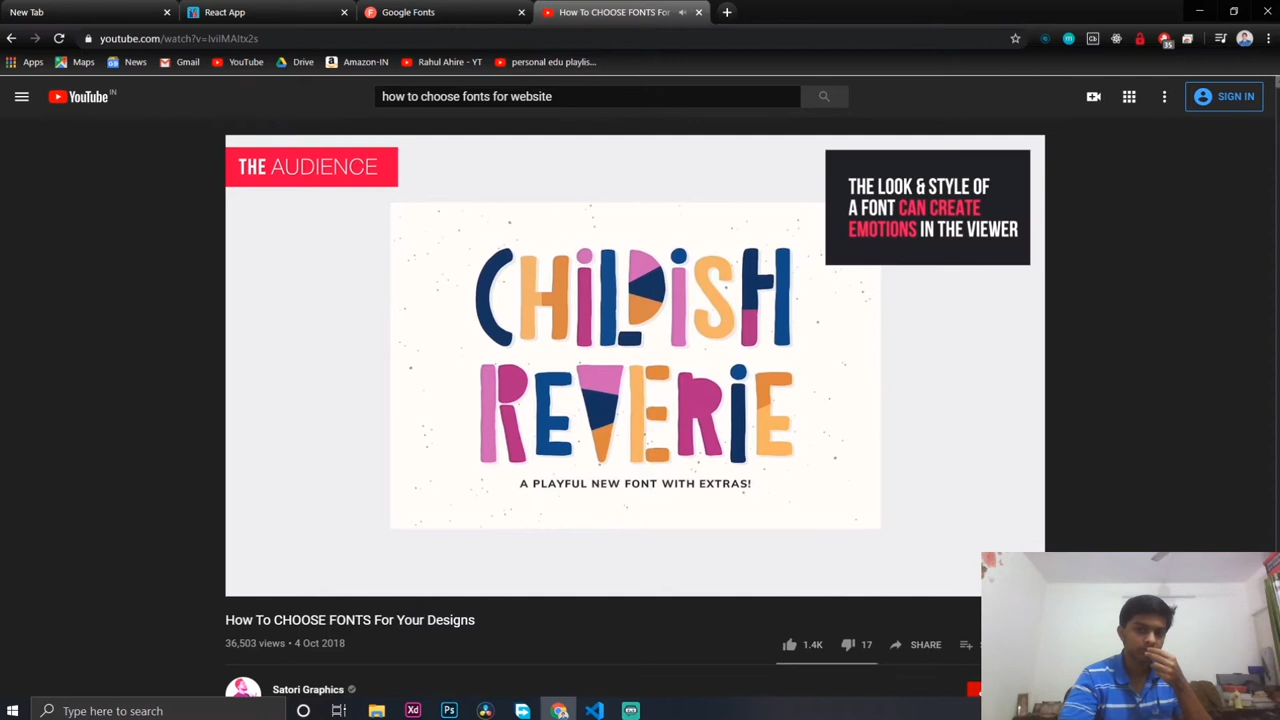 New Tab
React App
Google Fonts
How To CHOOSE FONTS For
youtube.com/watch?v=lviIMAItx2s
Apps
Maps
News
Gmail
YouTube
Drive
Amazon-IN
Rahul Ahire - YT
personal edu playlis...
YouTube IN
how to choose fonts for website
SIGN IN
THE AUDIENCE
THE LOOK & STYLE OF
A FONT CAN CREATE
EMOTIONS IN THE VIEWER
CHiLDiSH
REVERiE
A PLAYFUL NEW FONT WITH EXTRAS!
How To CHOOSE FONTS For Your Designs
36,503 views • 4 Oct 2018
1.4K
17
SHARE
Satori Graphics
Type here to search
Xd
Ps